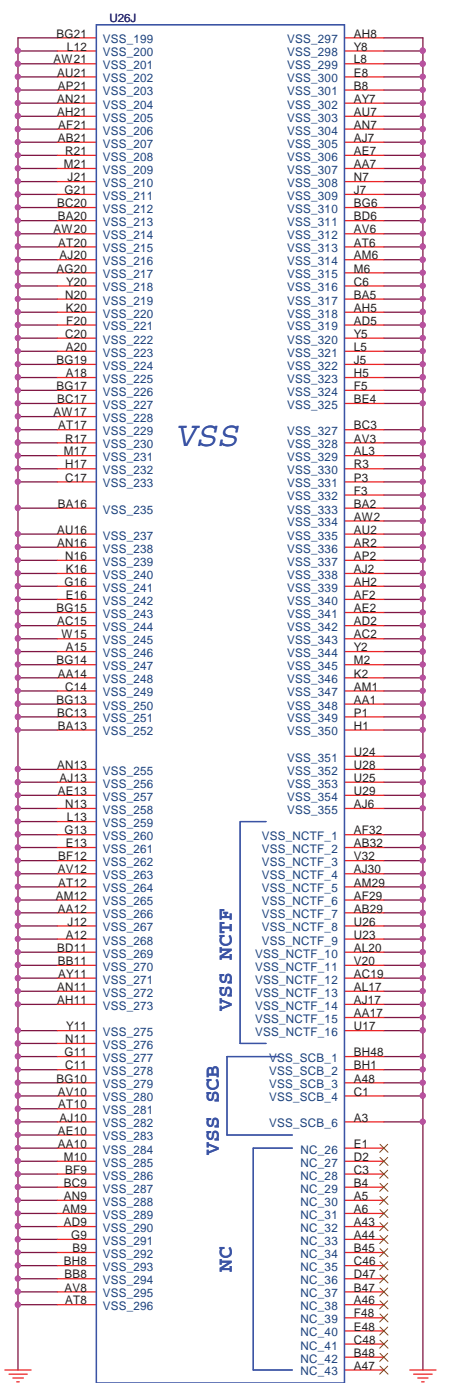 U26J
BG21 VSS_199
L12 VSS_200
AW21 VSS_201
AU21 VSS_202
AP21 VSS_203
AN21 VSS_204
AH21 VSS_205
AF21 VSS_206
AB21 VSS_207
R21 VSS_208
M21 VSS_209
J21 VSS_210
G21 VSS_211
BC20 VSS_212
BA20 VSS_213
AW20 VSS_214
AT20 VSS_215
AJ20 VSS_216
AG20 VSS_217
Y20 VSS_218
N20 VSS_219
K20 VSS_220
F20 VSS_221
C20 VSS_222
A20 VSS_223
BG19 VSS_224
A18 VSS_225
BG17 VSS_226
BC17 VSS_227
AW17 VSS_228
AT17 VSS_229
R17 VSS_230
M17 VSS_231
H17 VSS_232
C17 VSS_233
BA16 VSS_235
AU16 VSS_237
AN16 VSS_238
N16 VSS_239
K16 VSS_240
G16 VSS_241
E16 VSS_242
BG15 VSS_243
AC15 VSS_244
W15 VSS_245
A15 VSS_246
BG14 VSS_247
AA14 VSS_248
C14 VSS_249
BG13 VSS_250
BC13 VSS_251
BA13 VSS_252
AN13 VSS_255
AJ13 VSS_256
AE13 VSS_257
N13 VSS_258
L13 VSS_259
G13 VSS_260
E13 VSS_261
BF12 VSS_262
AV12 VSS_263
AT12 VSS_264
AM12 VSS_265
AA12 VSS_266
J12 VSS_267
A12 VSS_268
BD11 VSS_269
BB11 VSS_270
AY11 VSS_271
AN11 VSS_272
AH11 VSS_273
Y11 VSS_275
N11 VSS_276
G11 VSS_277
C11 VSS_278
BG10 VSS_279
AV10 VSS_280
AT10 VSS_281
AJ10 VSS_282
AE10 VSS_283
AA10 VSS_284
M10 VSS_285
BF9 VSS_286
BC9 VSS_287
AN9 VSS_288
AM9 VSS_289
AD9 VSS_290
G9 VSS_291
B9 VSS_292
BH8 VSS_293
BB8 VSS_294
AV8 VSS_295
AT8 VSS_296
VSS
VSS_297 AH8
VSS_298 Y8
VSS_299 L8
VSS_300 E8
VSS_301 B8
VSS_302 AY7
VSS_303 AU7
VSS_304 AN7
VSS_305 AJ7
VSS_306 AE7
VSS_307 AA7
VSS_308 N7
VSS_309 J7
VSS_310 BG6
VSS_311 BD6
VSS_312 AV6
VSS_313 AT6
VSS_314 AM6
VSS_315 M6
VSS_316 C6
VSS_317 BA5
VSS_318 AH5
VSS_319 AD5
VSS_320 Y5
VSS_321 L5
VSS_322 J5
VSS_323 H5
VSS_324 F5
VSS_325 BE4
VSS_327 BC3
VSS_328 AV3
VSS_329 AL3
VSS_330 R3
VSS_331 P3
VSS_332 F3
VSS_333 BA2
VSS_334 AW2
VSS_335 AU2
VSS_336 AR2
VSS_337 AP2
VSS_338 AJ2
VSS_339 AH2
VSS_340 AF2
VSS_341 AE2
VSS_342 AD2
VSS_343 AC2
VSS_344 Y2
VSS_345 M2
VSS_346 K2
VSS_347 AM1
VSS_348 AA1
VSS_349 P1
VSS_350 H1
VSS_351 U24
VSS_352 U28
VSS_353 U25
VSS_354 U29
VSS_355 AJ6
VSS NCTF
VSS_NCTF_1 AF32
VSS_NCTF_2 AB32
VSS_NCTF_3 V32
VSS_NCTF_4 AJ30
VSS_NCTF_5 AM29
VSS_NCTF_6 AF29
VSS_NCTF_7 AB29
VSS_NCTF_8 U26
VSS_NCTF_9 U23
VSS_NCTF_10 AL20
VSS_NCTF_11 V20
VSS_NCTF_12 AC19
VSS_NCTF_13 AL17
VSS_NCTF_14 AJ17
VSS_NCTF_15 AA17
VSS_NCTF_16 U17
VSS SCB
VSS_SCB_1 BH48
VSS_SCB_2 BH1
VSS_SCB_3 A48
VSS_SCB_4 C1
VSS_SCB_6 A3
NC
NC_26 E1
NC_27 D2
NC_28 C3
NC_29 B4
NC_30 A5
NC_31 A6
NC_32 A43
NC_33 A44
NC_34 B45
NC_35 C46
NC_36 D47
NC_37 B47
NC_38 A46
NC_39 F48
NC_40 E48
NC_41 C48
NC_42 B48
NC_43 A47